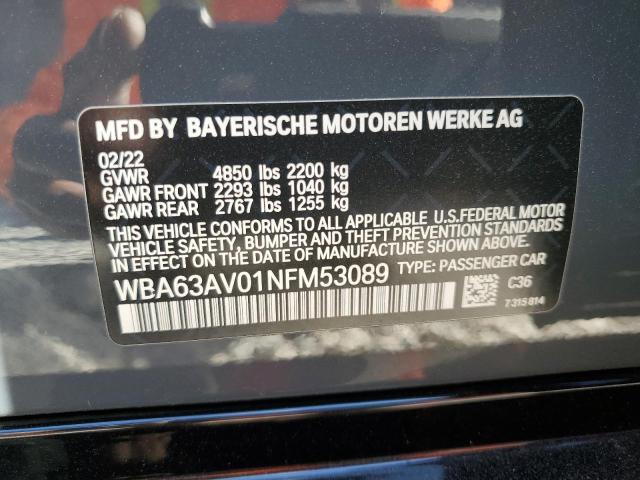 MFD BY BAYERISCHE MOTOREN WERKE AG
02/22
GVWR 4850 lbs 2200 kg
GAWR FRONT 2293 lbs 1040 kg
GAWR REAR 2767 lbs 1255 kg
THIS VEHICLE CONFORMS TO ALL APPLICABLE U.S.FEDERAL MOTOR
VEHICLE SAFETY, BUMPER AND THEFT PREVENTION STANDARDS
IN EFFECT ON THE DATE OF MANUFACTURE SHOWN ABOVE.
WBA63AV01NFM53089 TYPE: PASSENGER CAR
C36
7315814